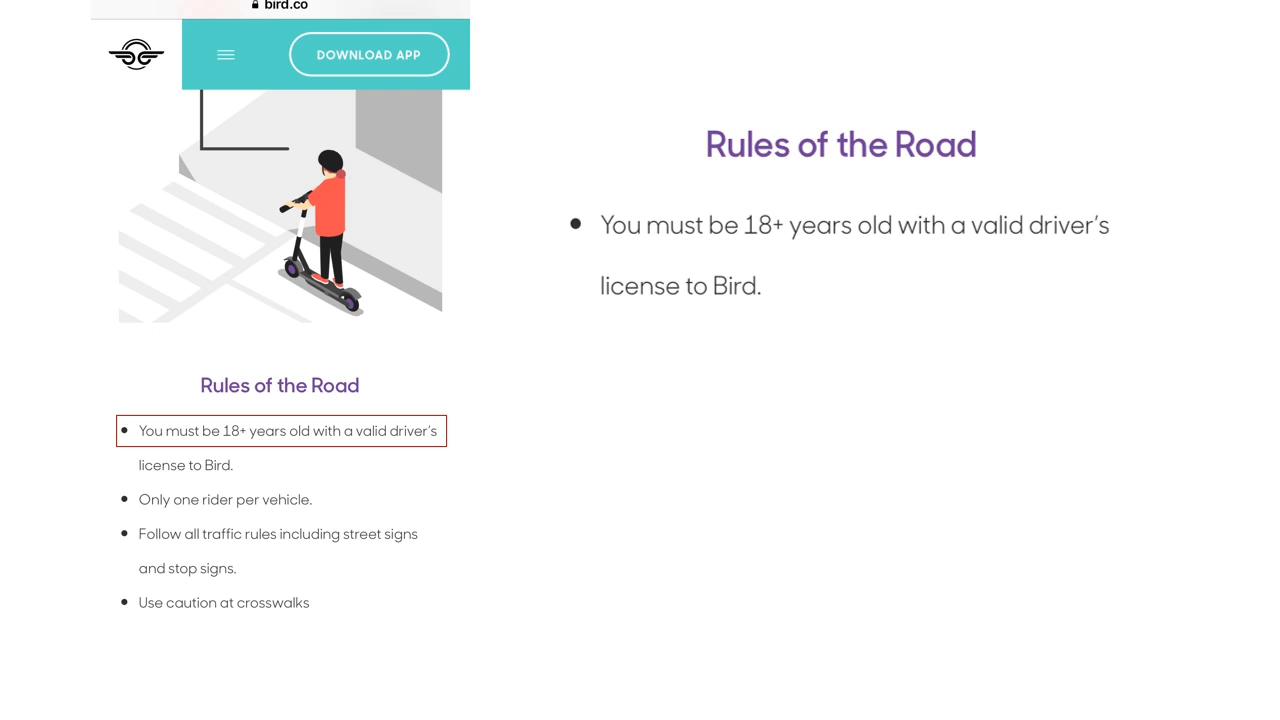 bird.co
DOWNLOAD APP
Rules of the Road
• You must be 18+ years old with a valid driver's
license to Bird.
• Only one rider per vehicle.
• Follow all traffic rules including street signs
and stop signs.
• Use caution at crosswalks
Rules of the Road
• You must be 18+ years old with a valid driver's
license to Bird.